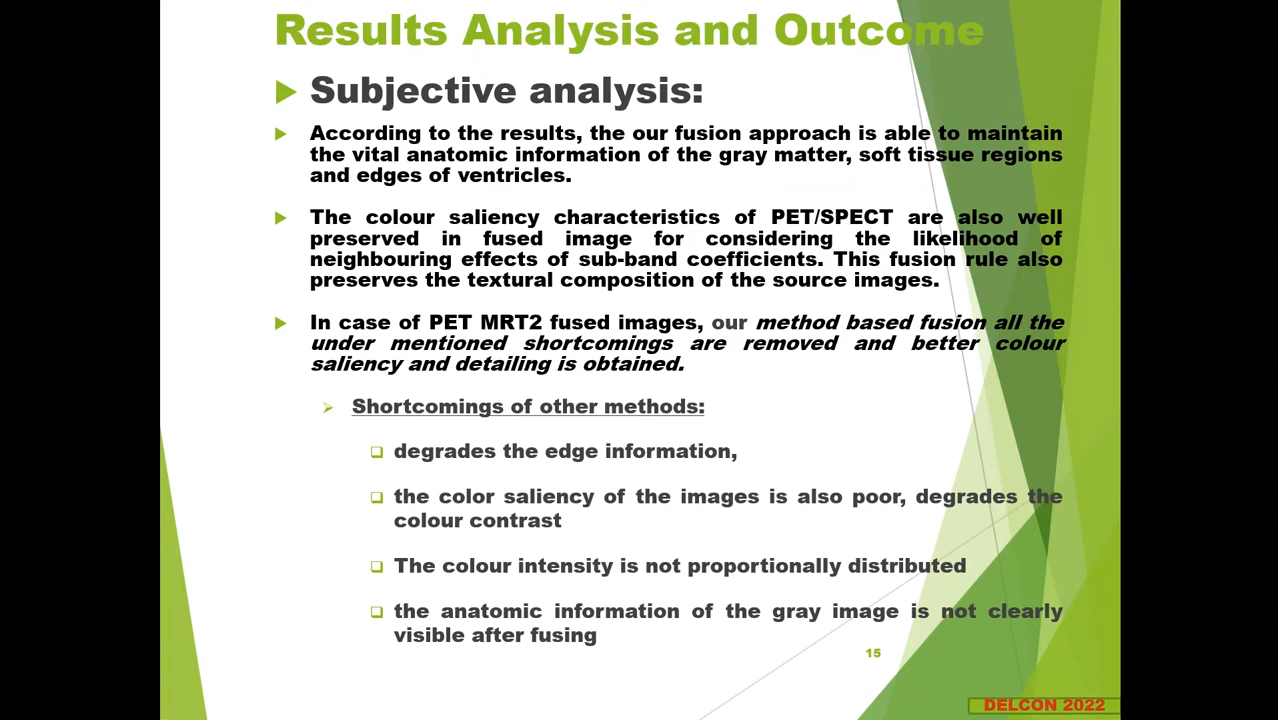 Results Analysis and Outcome
Subjective analysis:
According to the results, the our fusion approach is able to maintain
the vital anatomic information of the gray matter, soft tissue regions
and edges of ventricles.
The colour saliency characteristics of PET/SPECT are also well
preserved in fused image for considering the likelihood of
neighbouring effects of sub-band coefficients. This fusion rule also
preserves the textural composition of the source images.
In case of PET MRT2 fused images, our method based fusion all the
under mentioned shortcomings are removed and better colour
saliency and detailing is obtained.
Shortcomings of other methods:
degrades the edge information,
the color saliency of the images is also poor, degrades the
colour contrast
The colour intensity is not proportionally distributed
the anatomic information of the gray image is not clearly
visible after fusing
15
DELCON 2022